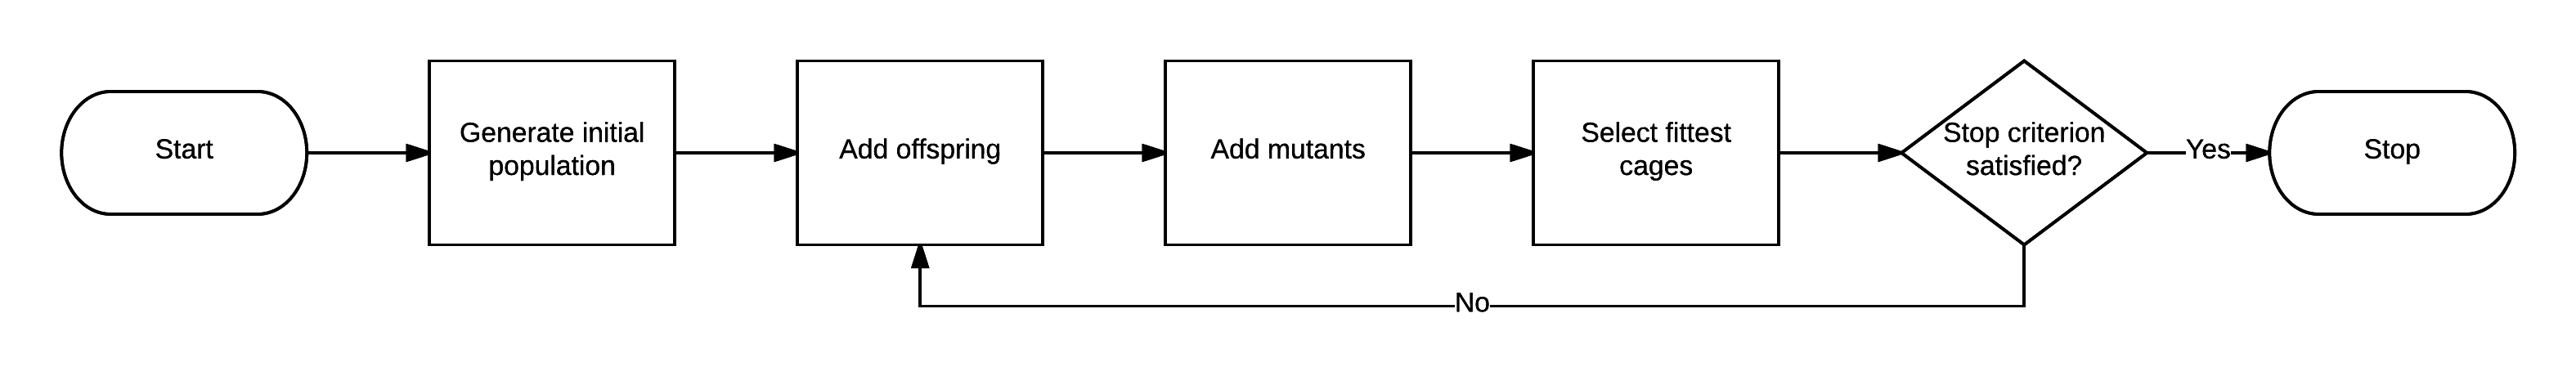 Start
Generate initial
population
Add offspring
Add mutants
Select fittest
cages
Stop criterion
satisfied?
Yes
Stop
No